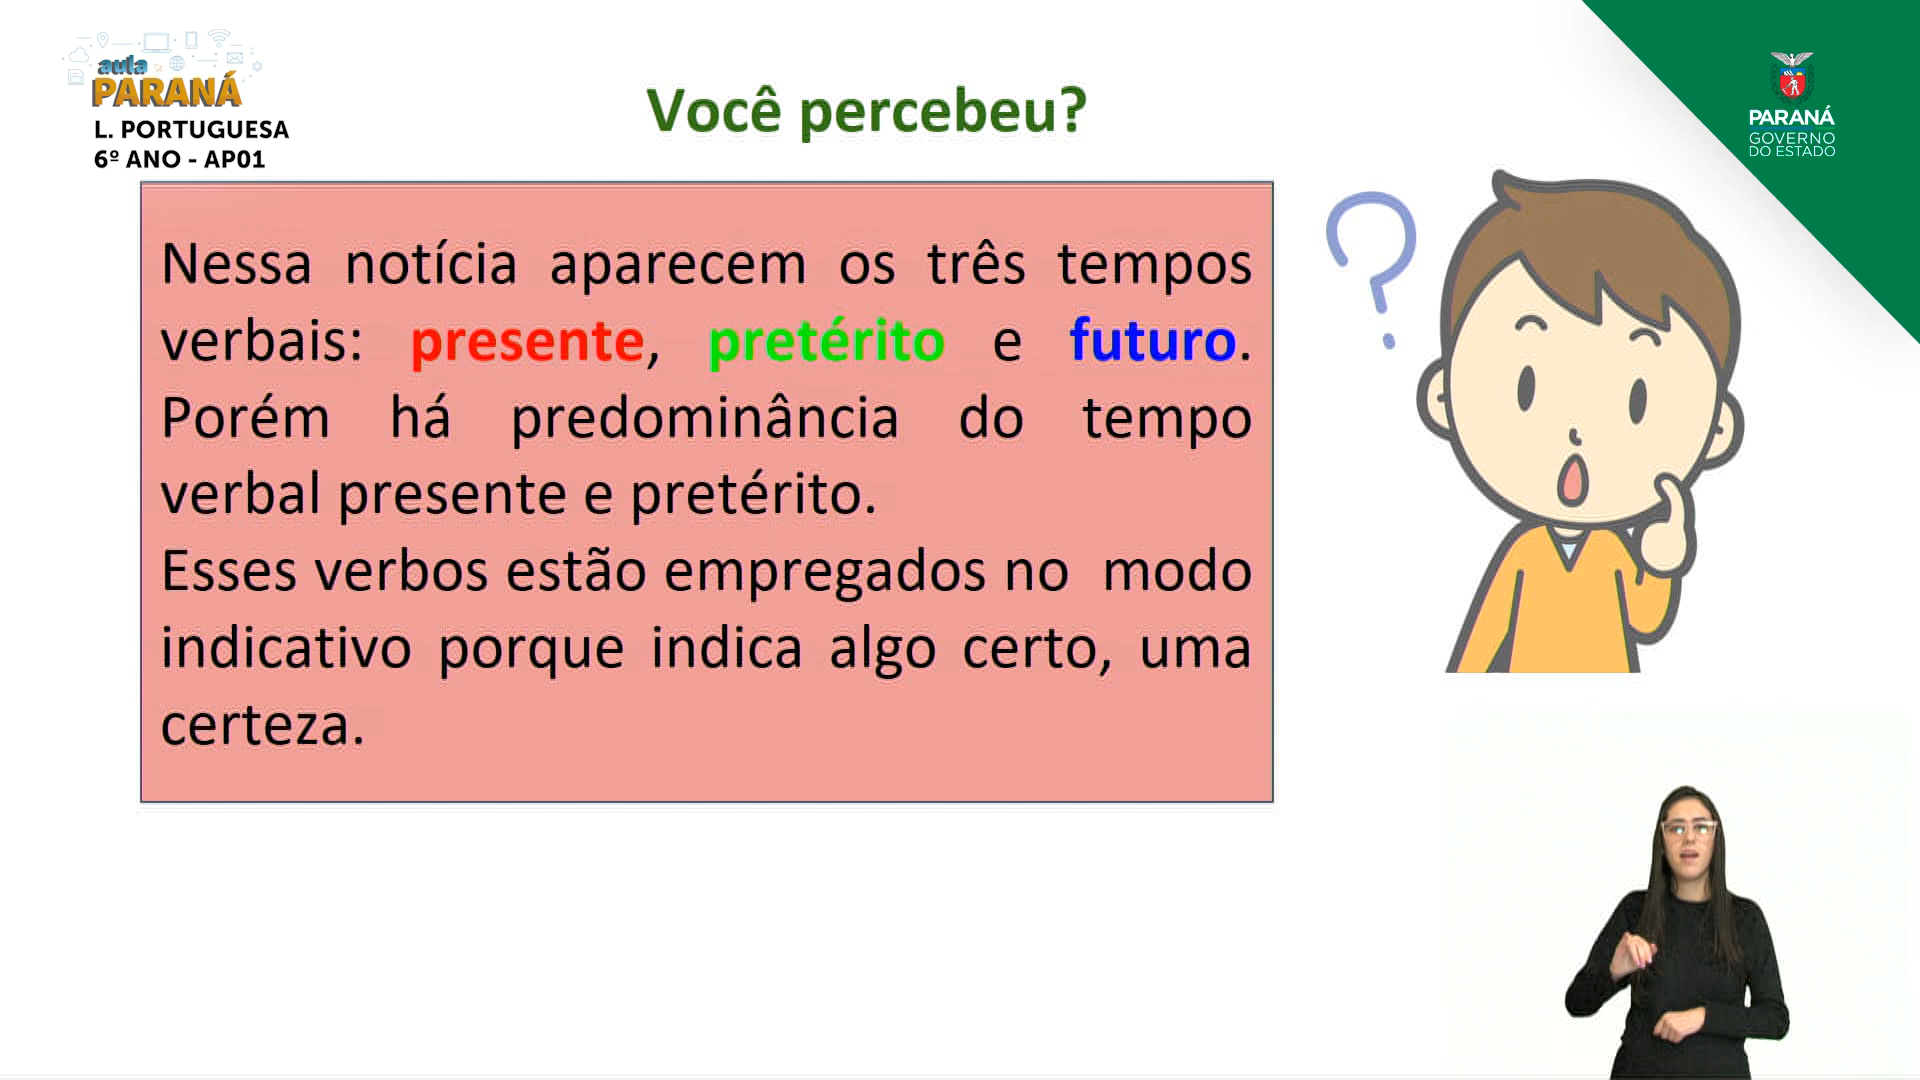 aula
PARANÁ
L. PORTUGUESA
6º ANO - AP01
Você percebeu?
PARANÁ
GOVERNO
DO ESTADO
Nessa notícia aparecem os três tempos
verbais: presente, pretérito e futuro.
Porém há predominância do tempo
verbal presente e pretérito.
Esses verbos estão empregados no modo
indicativo porque indica algo certo, uma
certeza.
?